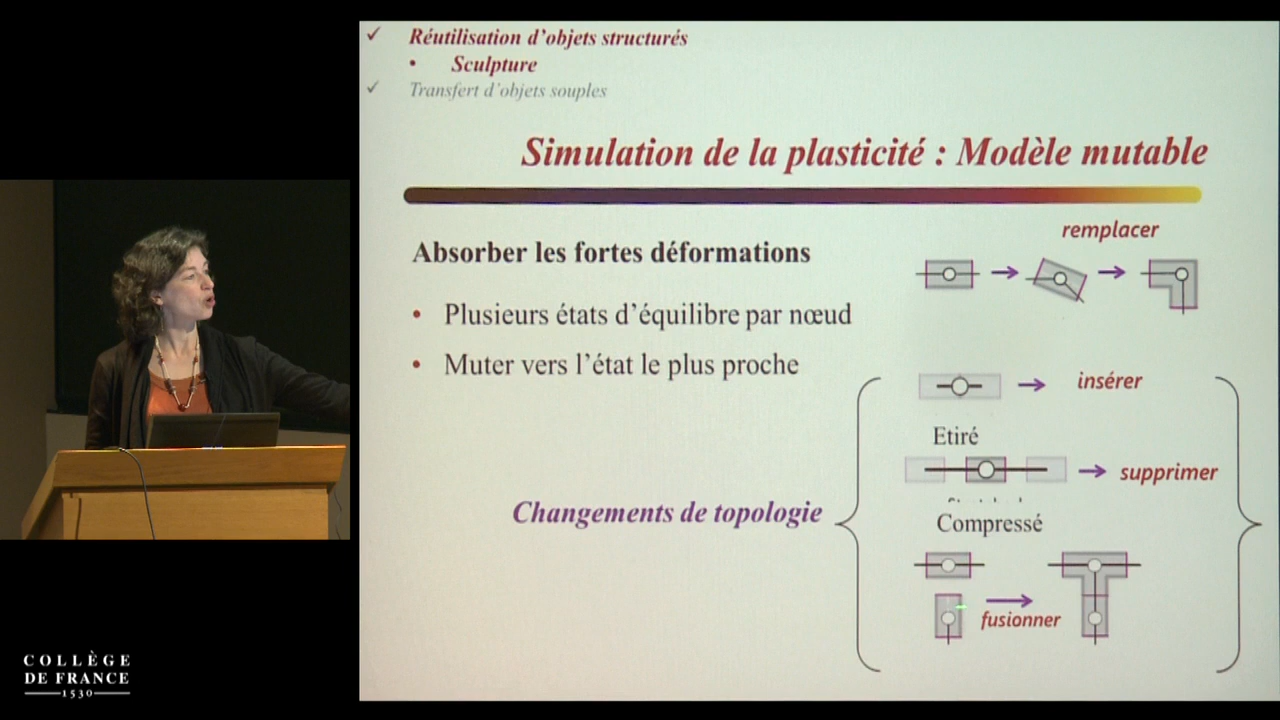 Réutilisation d'objets structurés
Sculpture
Transfert d'objets souples
Simulation de la plasticité : Modèle mutable
Absorber les fortes déformations
Plusieurs états d'équilibre par nœud
Muter vers l'état le plus proche
remplacer
insérer
Etiré
supprimer
Changements de topologie
Compressé
fusionner
COLLÈGE
DE FRANCE
1530